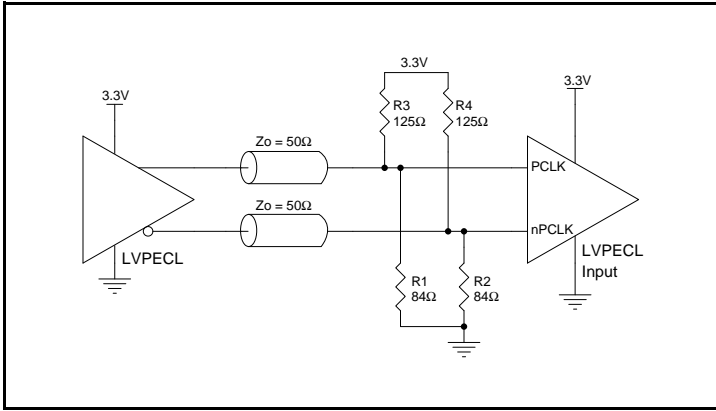 3.3V
3.3V
3.3V
R3
125Ω
R4
125Ω
Zo = 50Ω
PCLK
Zo = 50Ω
nPCLK
LVPECL
LVPECL
Input
R1
84Ω
R2
84Ω